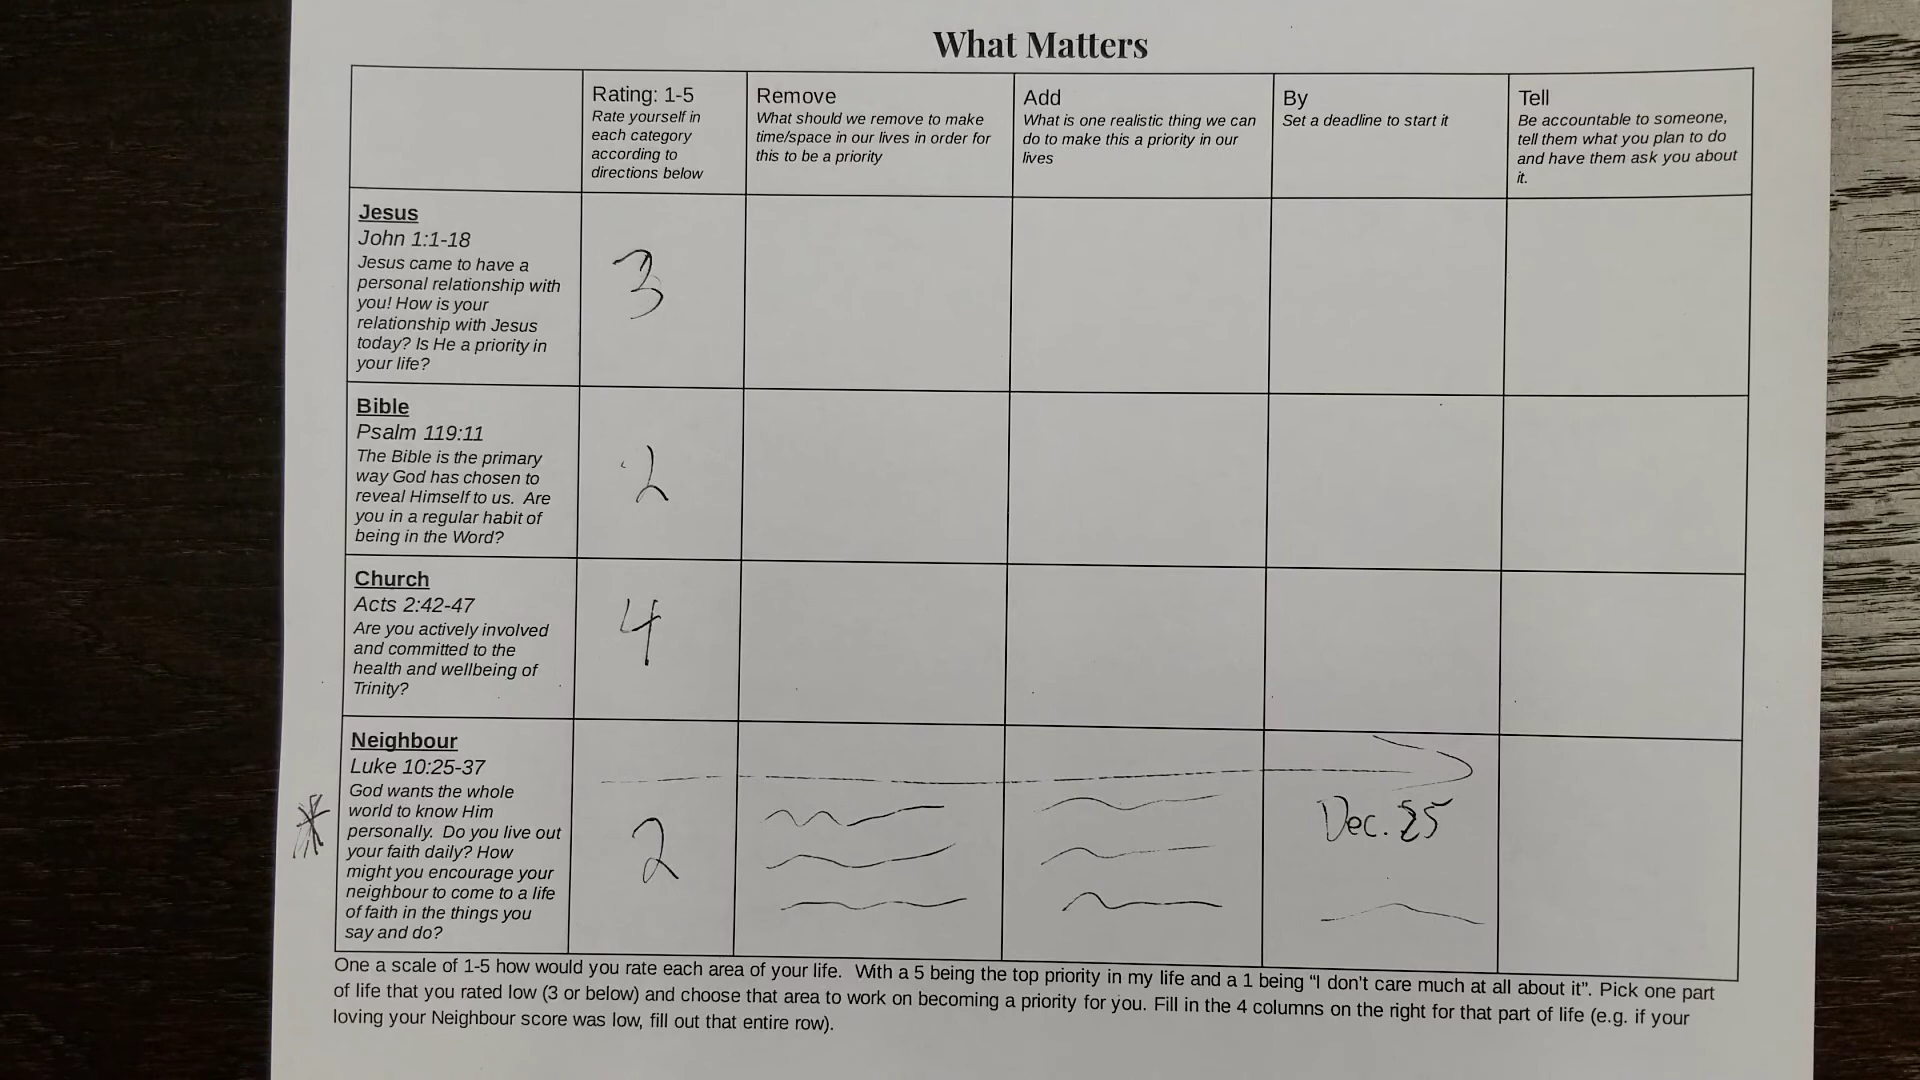 What Matters
Rating: 1-5
Rate yourself in
each category
according to
directions below
Remove
What should we remove to make
time/space in our lives in order for
this to be a priority
Add
What is one realistic thing we can
do to make this a priority in our
lives
By
Set a deadline to start it
Tell
Be accountable to someone,
tell them what you plan to do
and have them ask you about
it.
Jesus
John 1:1-18
Jesus came to have a
personal relationship with
you! How is your
relationship with Jesus
today? Is He a priority in
your life?
3
Bible
Psalm 119:11
The Bible is the primary
way God has chosen to
reveal Himself to us.  Are
you in a regular habit of
being in the Word?
2
Church
Acts 2:42-47
Are you actively involved
and committed to the
health and wellbeing of
Trinity?
4
Neighbour
Luke 10:25-37
God wants the whole
world to know Him
personally.  Do you live out
your faith daily? How
might you encourage your
neighbour to come to a life
of faith in the things you
say and do?
2
Dec. 25
One a scale of 1-5 how would you rate each area of your life.  With a 5 being the top priority in my life and a 1 being “I don't care much at all about it”. Pick one part
of life that you rated low (3 or below) and choose that area to work on becoming a priority for you. Fill in the 4 columns on the right for that part of life (e.g. if your
loving your Neighbour score was low, fill out that entire row).